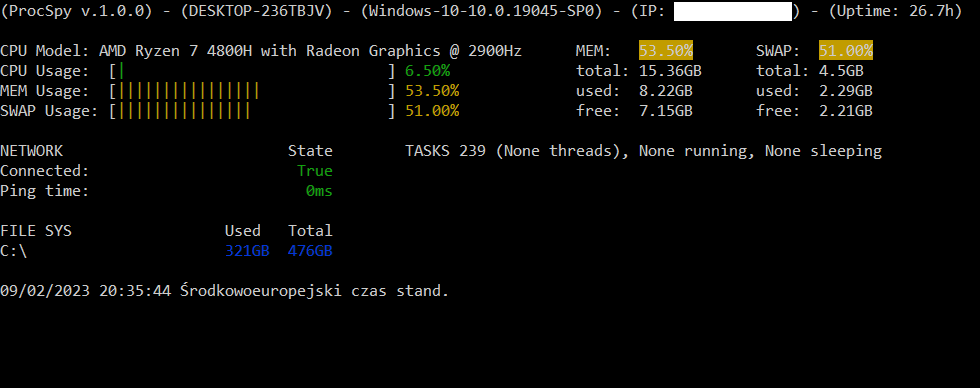 (ProcSpy v.1.0.0) - (DESKTOP-236TBJV) - (Windows-10-10.0.19045-SP0) - (IP: ) - (Uptime: 26.7h)
CPU Model: AMD Ryzen 7 4800H with Radeon Graphics @ 2900Hz MEM: 53.50% SWAP: 51.00%
CPU Usage: [| ] 6.50% total: 15.36GB total: 4.5GB
MEM Usage: [||||||||||||||||] 53.50% used: 8.22GB used: 2.29GB
SWAP Usage: [|||||||||||||||] 51.00% free: 7.15GB free: 2.21GB
NETWORK State TASKS 239 (None threads), None running, None sleeping
Connected: True
Ping time: 0ms
FILE SYS Used Total
C:\ 321GB 476GB
09/02/2023 20:35:44 Środkowoeuropejski czas stand.